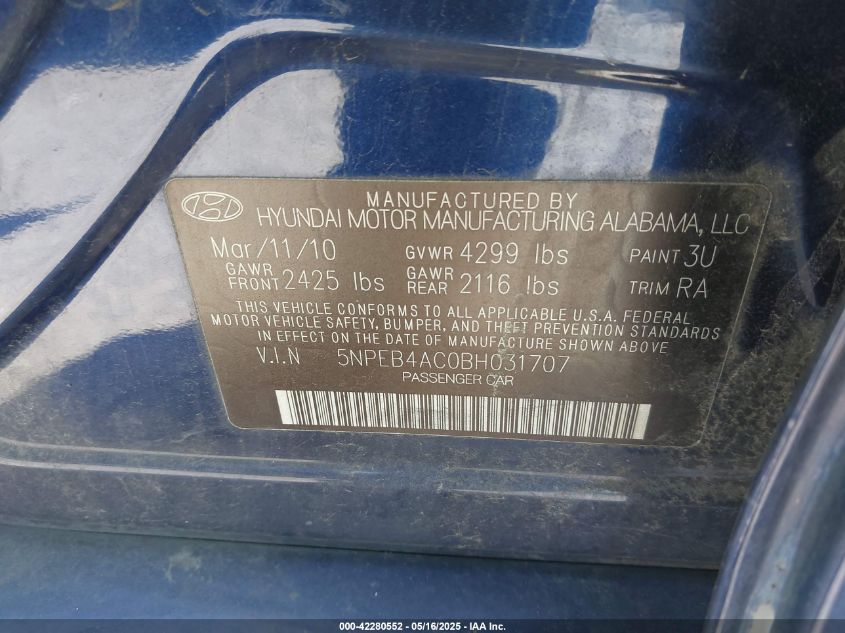 MANUFACTURED BY
HYUNDAI MOTOR MANUFACTURING ALABAMA, LLC
Mar/11/10 GVWR 4299 lbs PAINT 3U
GAWR FRONT 2425 lbs GAWR REAR 2116 lbs TRIM RA
THIS VEHICLE CONFORMS TO ALL APPLICABLE U.S.A. FEDERAL
MOTOR VEHICLE SAFETY, BUMPER, AND THEFT PREVENTION STANDARDS
IN EFFECT ON THE DATE OF MANUFACTURE SHOWN ABOVE.
V.I.N 5NPEB4AC0BH031707
PASSENGER CAR
000-42280552 - 05/16/2025 - IAA Inc.